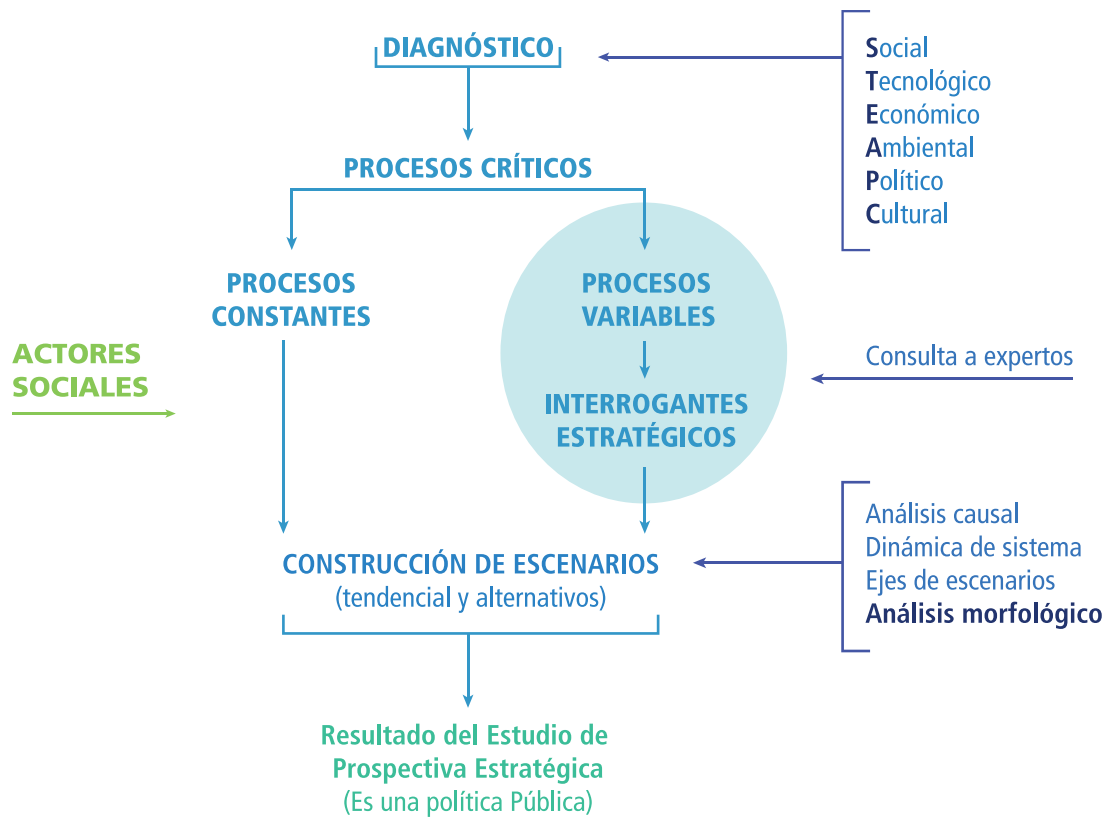 DIAGNÓSTICO
Social
Tecnológico
Económico
Ambiental
Político
Cultural
PROCESOS CRÍTICOS
PROCESOS
CONSTANTES
PROCESOS
VARIABLES
ACTORES
SOCIALES
Consulta a expertos
INTERROGANTES
ESTRATÉGICOS
CONSTRUCCIÓN DE ESCENARIOS
(tendencial y alternativos)
Análisis causal
Dinámica de sistema
Ejes de escenarios
Análisis morfológico
Resultado del Estudio de
Prospectiva Estratégica
(Es una política Pública)